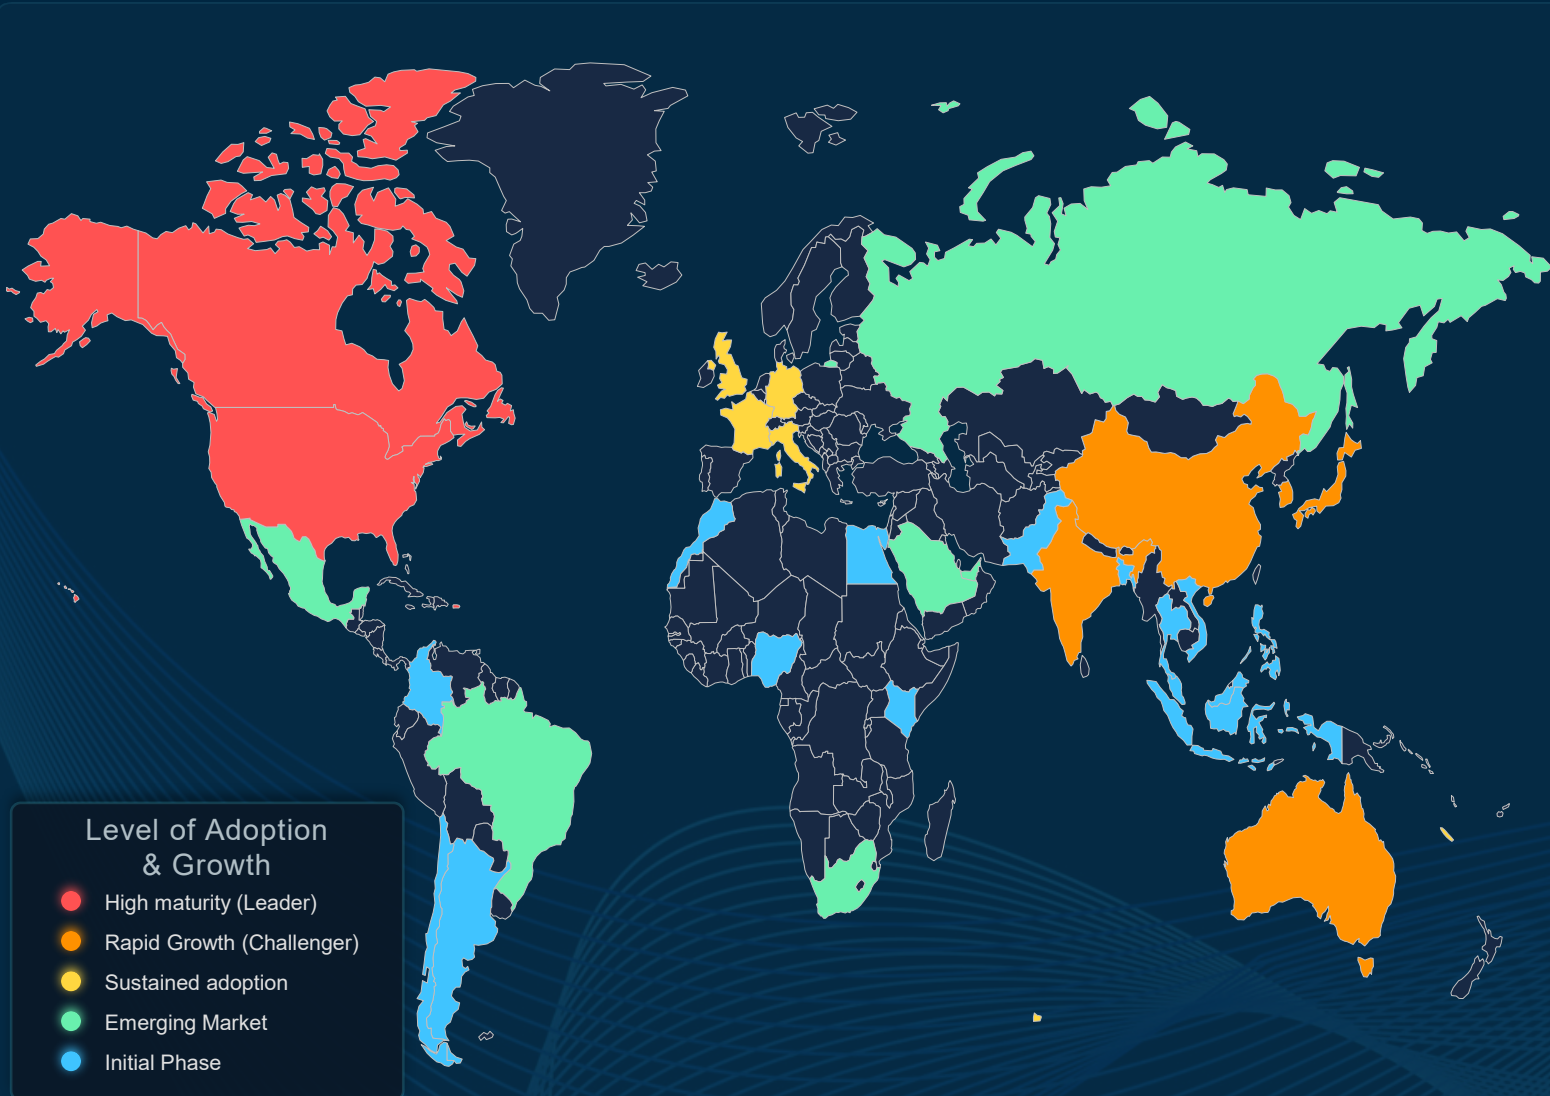 Level of Adoption
& Growth
High maturity (Leader)
Rapid Growth (Challenger)
Sustained adoption
Emerging Market
Initial Phase